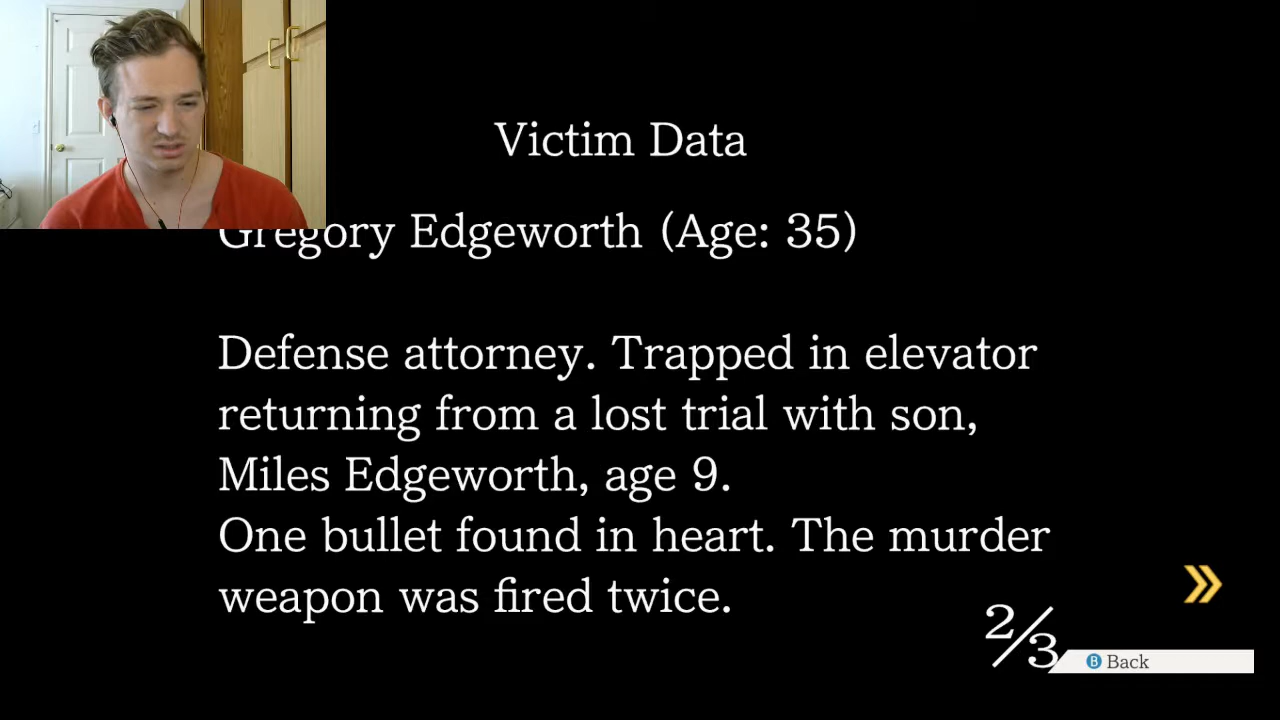 Victim Data
Gregory Edgeworth (Age: 35)
Defense attorney. Trapped in elevator
returning from a lost trial with son,
Miles Edgeworth, age 9.
One bullet found in heart. The murder
weapon was fired twice.
2/3
B Back